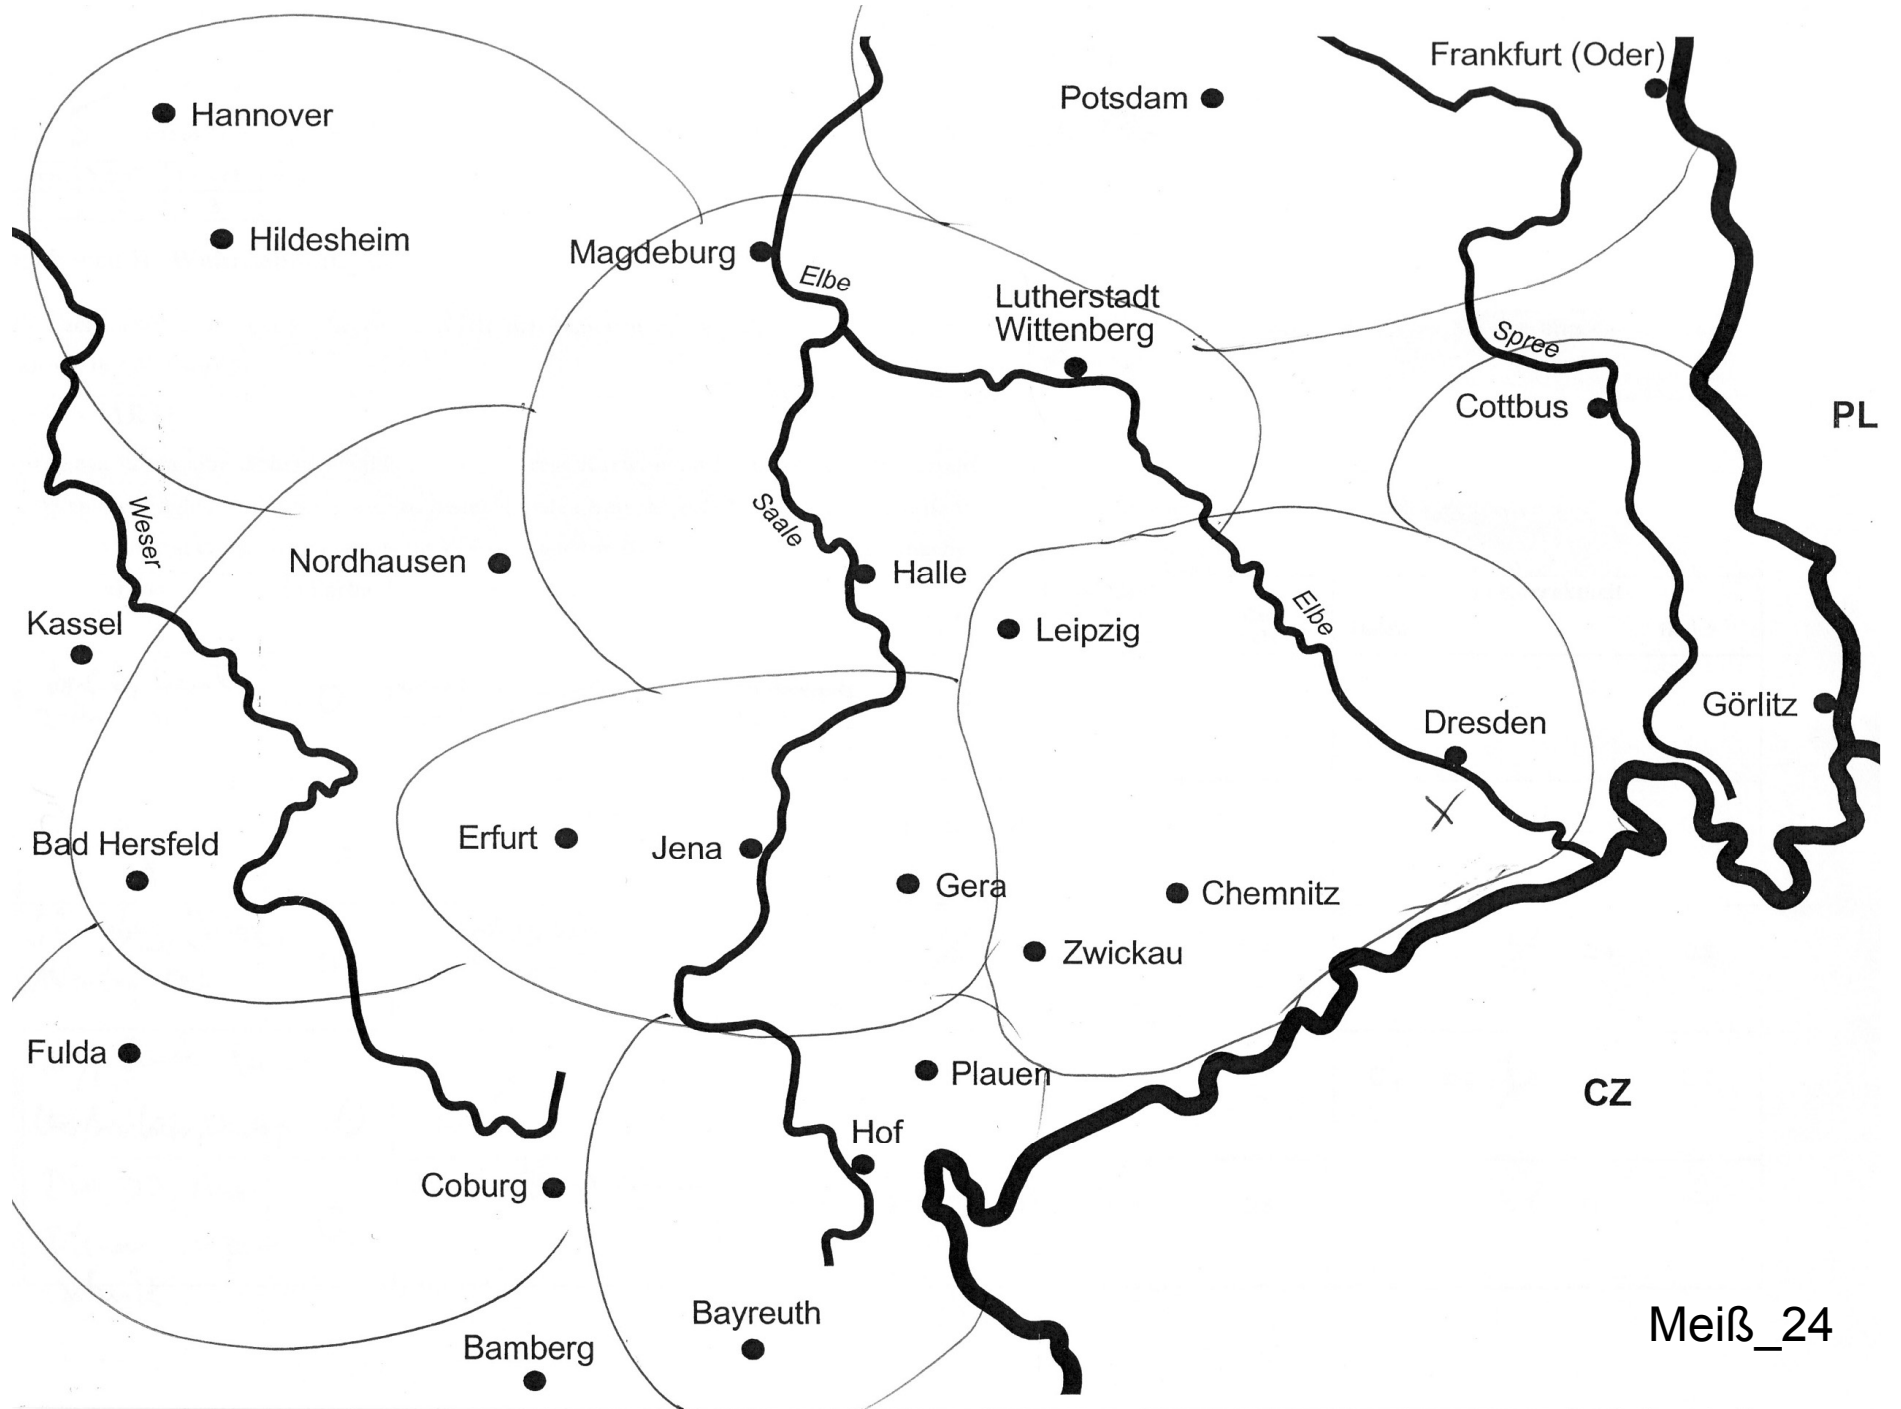 Frankfurt (Oder)
Potsdam
Hannover
Hildesheim
Magdeburg
Elbe
Lutherstadt
Wittenberg
Spree
Cottbus
PL
Weser
Saale
Nordhausen
Halle
Kassel
Leipzig
Elbe
Görlitz
Dresden
Bad Hersfeld
Erfurt
Jena
Gera
Chemnitz
Zwickau
Fulda
Plauen
CZ
Hof
Coburg
Bayreuth
Bamberg
Meiß_24